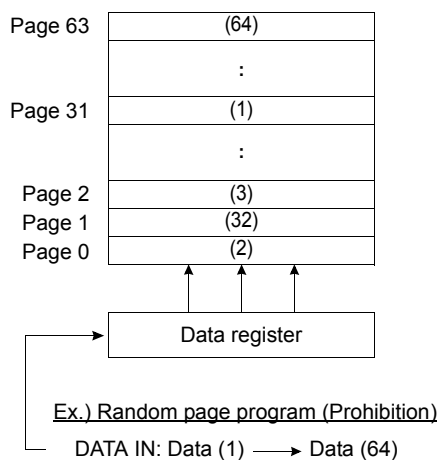 Page 63 (64)
:
Page 31 (1)
:
Page 2 (3)
Page 1 (32)
Page 0 (2)
Data register
Ex.) Random page program (Prohibition)
DATA IN: Data (1) Data (64)